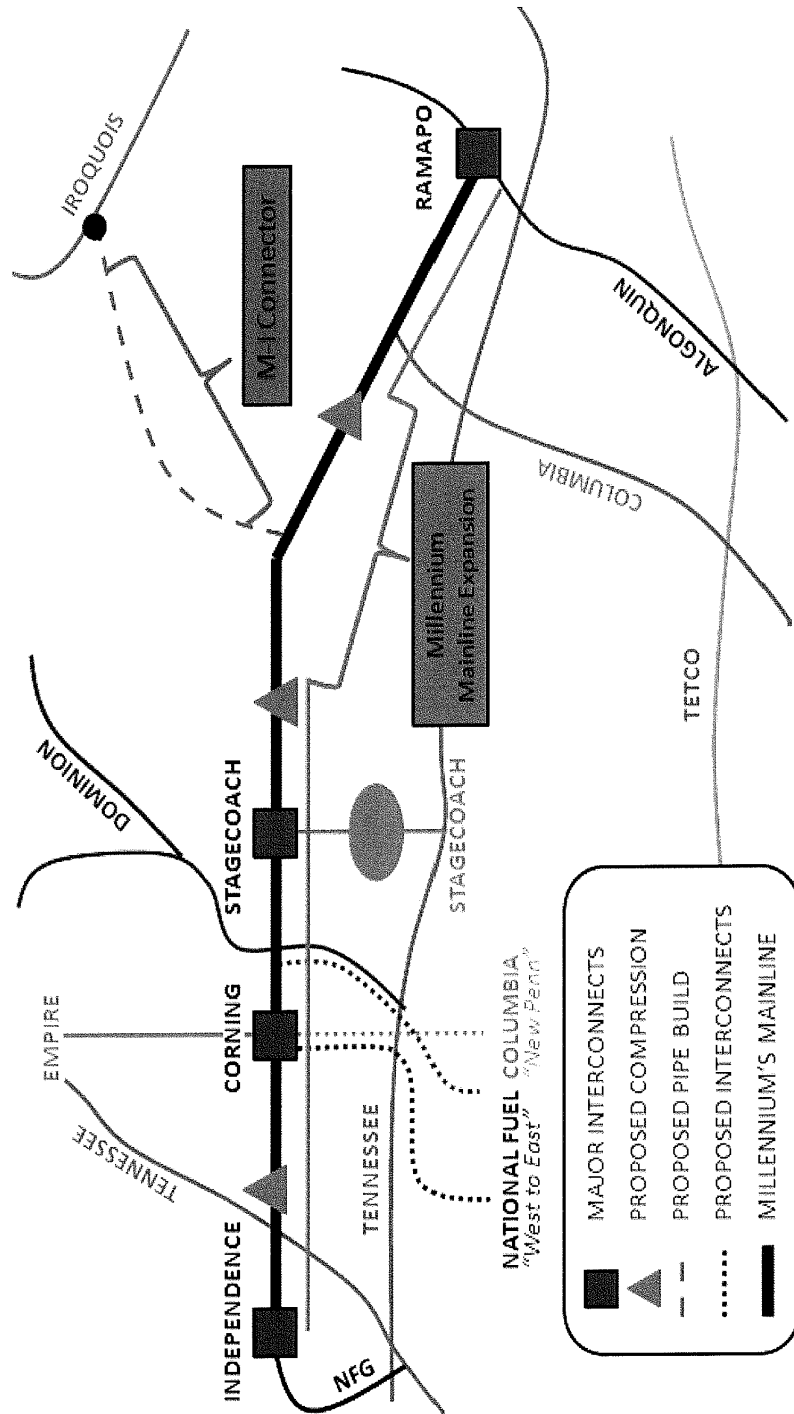 IROQUOIS
M-I Connector
RAMAPO
ALGONQUIN
COLUMBIA
Millennium
Mainline Expansion
TETCO
DOMINION
STAGECOACH
STAGECOACH
EMPIRE
CORNING
TENNESSEE
INDEPENDENCE
NFG
TENNESSEE
NATIONAL FUEL
"West to East"
COLUMBIA
"New Penn"
MAJOR INTERCONNECTS
PROPOSED COMPRESSION
PROPOSED PIPE BUILD
PROPOSED INTERCONNECTS
MILLENNIUM'S MAINLINE